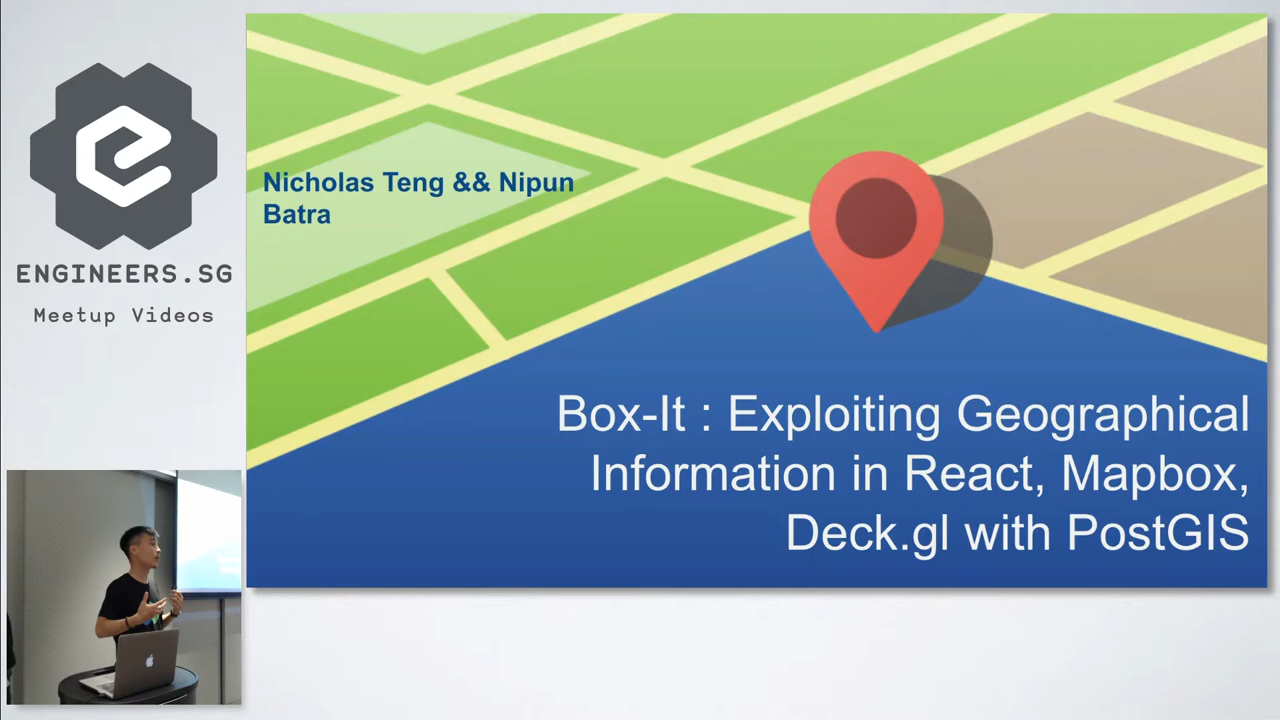 ENGINEERS.SG
Meetup Videos
Nicholas Teng && Nipun
Batra
Box-It : Exploiting Geographical
Information in React, Mapbox,
Deck.gl with PostGIS